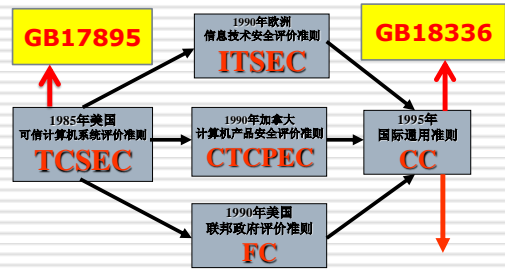 GB17895
1990年欧洲
信息技术安全评价准则
ITSEC
GB18336
1985年美国
可信计算机系统评价准则
TCSEC
1990年加拿大
计算机产品安全评价准则
CTCPEC
1995年
国际通用准则
CC
1990年美国
联邦政府评价准则
FC